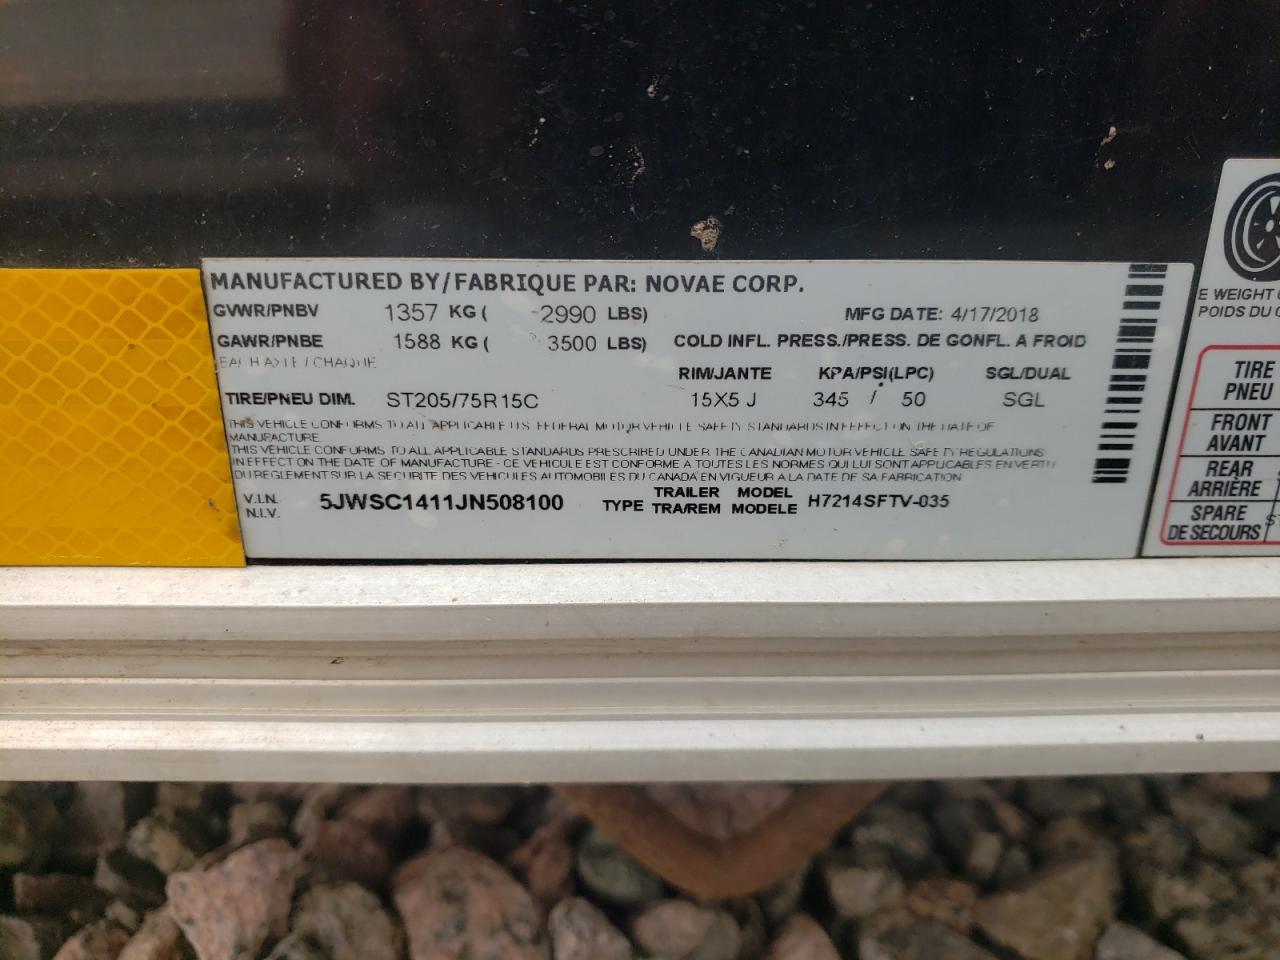 MANUFACTURED BY/FABRIQUE PAR: NOVAE CORP.
GVWR/PNBV 1357 KG ( 2990 LBS) MFG DATE: 4/17/2018
GAWR/PNBE 1588 KG ( 3500 LBS) COLD INFL. PRESS./PRESS. DE GONFL. A FROID
EACH AXLE / CHAQUE
RIM/JANTE KPA/PSI(LPC) SGL/DUAL
TIRE/PNEU DIM. ST205/75R15C 15X5 J 345 / 50 SGL
THIS VEHICLE CONFORMS TO ALL APPLICABLE US FEDERAL MOTOR VEHICLE SAFETY STANDARDS IN EFFECT ON THE DATE OF
MANUFACTURE
THIS VEHICLE CONFORMS TO ALL APPLICABLE STANDARDS PRESCRIBED UNDER THE CANADIAN MOTOR VEHICLE SAFETY REGULATIONS
IN EFFECT ON THE DATE OF MANUFACTURE - CE VEHICULE EST CONFORME A TOUTES LES NORMES QUI LUI SONT APPLICABLES EN VERTU
DU REGLEMENT SUR LA SECURITE DES VEHICULES AUTOMOBILES DU CANADA EN VIGUEUR A LA DATE DE SA FABRICATION
V.I.N. 5JWSC1411JN508100 TYPE TRAILER MODEL H7214SFTV-035
N.I.V. TRA/REM MODELE
E WEIGHT
POIDS DU
TIRE
PNEU
FRONT
AVANT
REAR
ARRIÈRE
SPARE
DE SECOURS